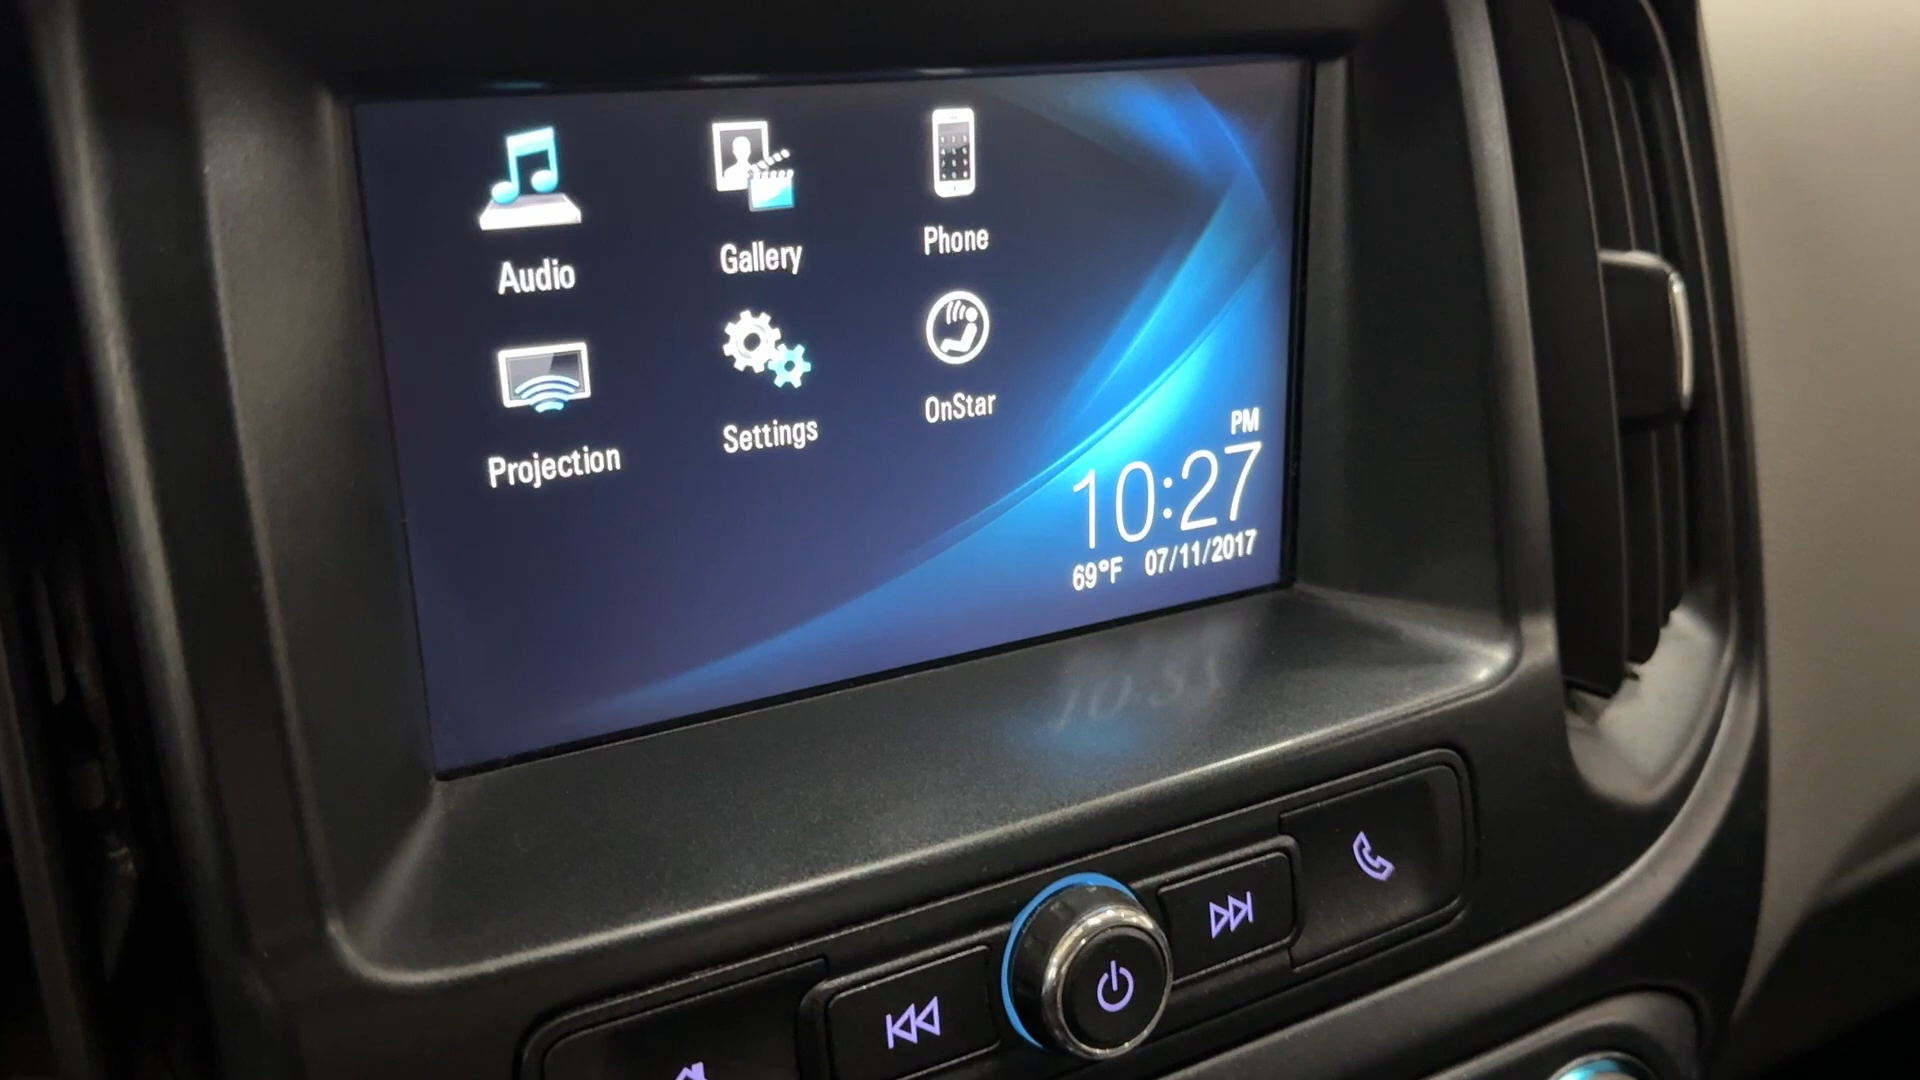 Audio
Gallery
Phone
Projection
Settings
OnStar
PM
10:27
69°F 07/11/2017